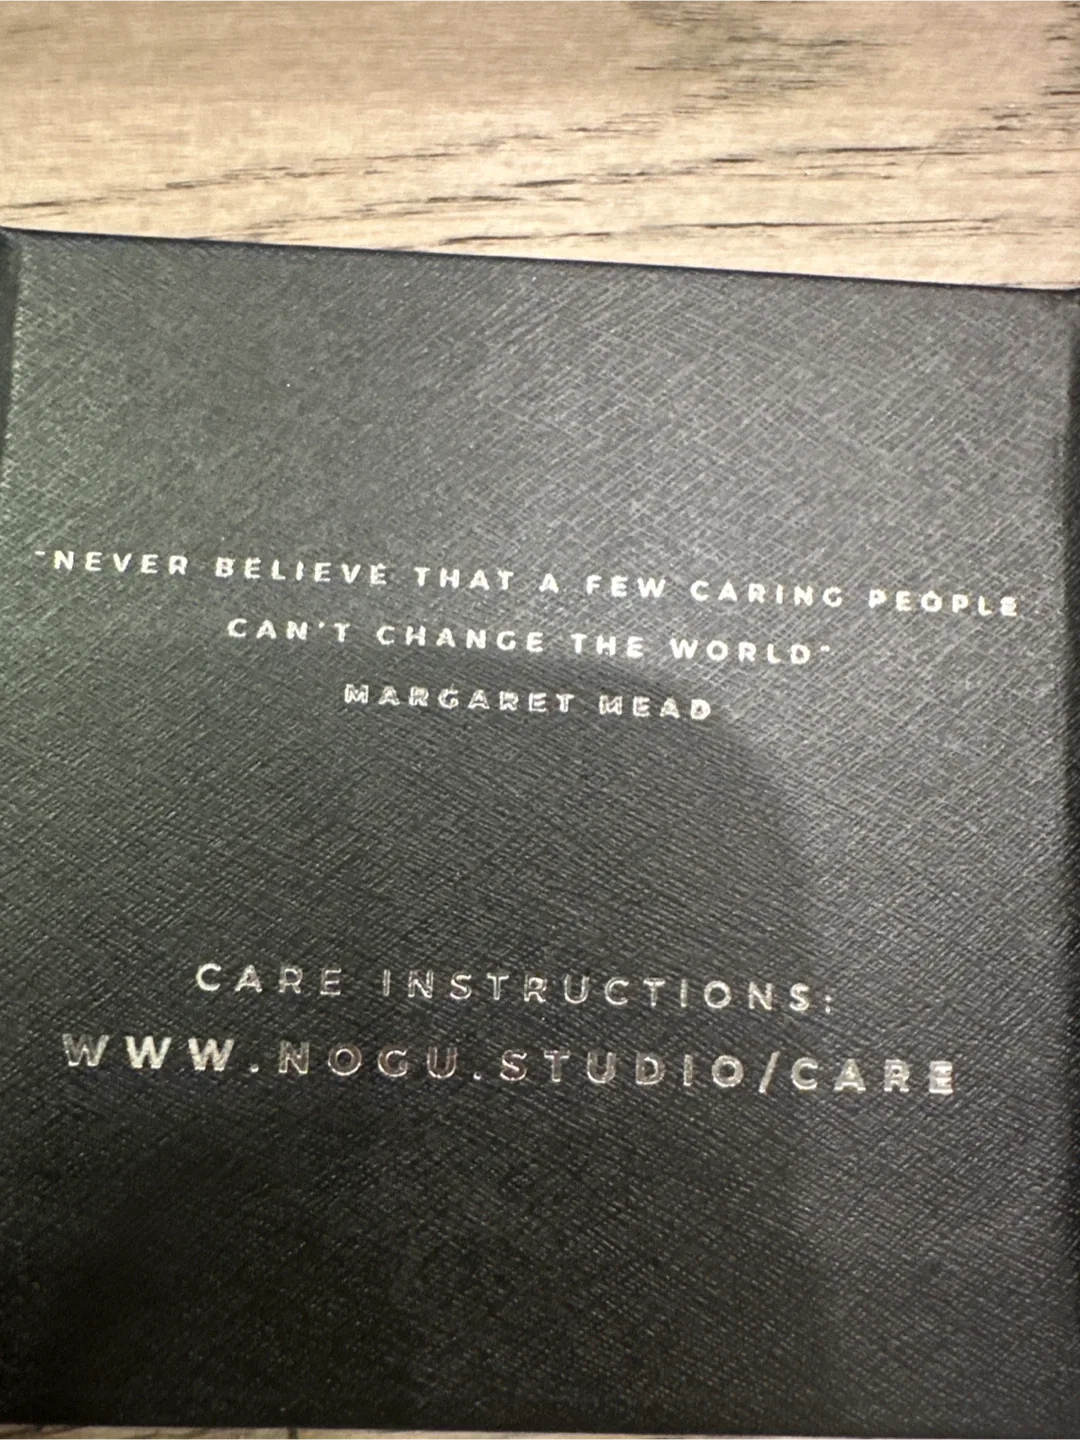 "NEVER BELIEVE THAT A FEW CARING PEOPLE
CAN'T CHANGE THE WORLD"
MARGARET MEAD
CARE INSTRUCTIONS:
WWW.NOGU.STUDIO/CARE